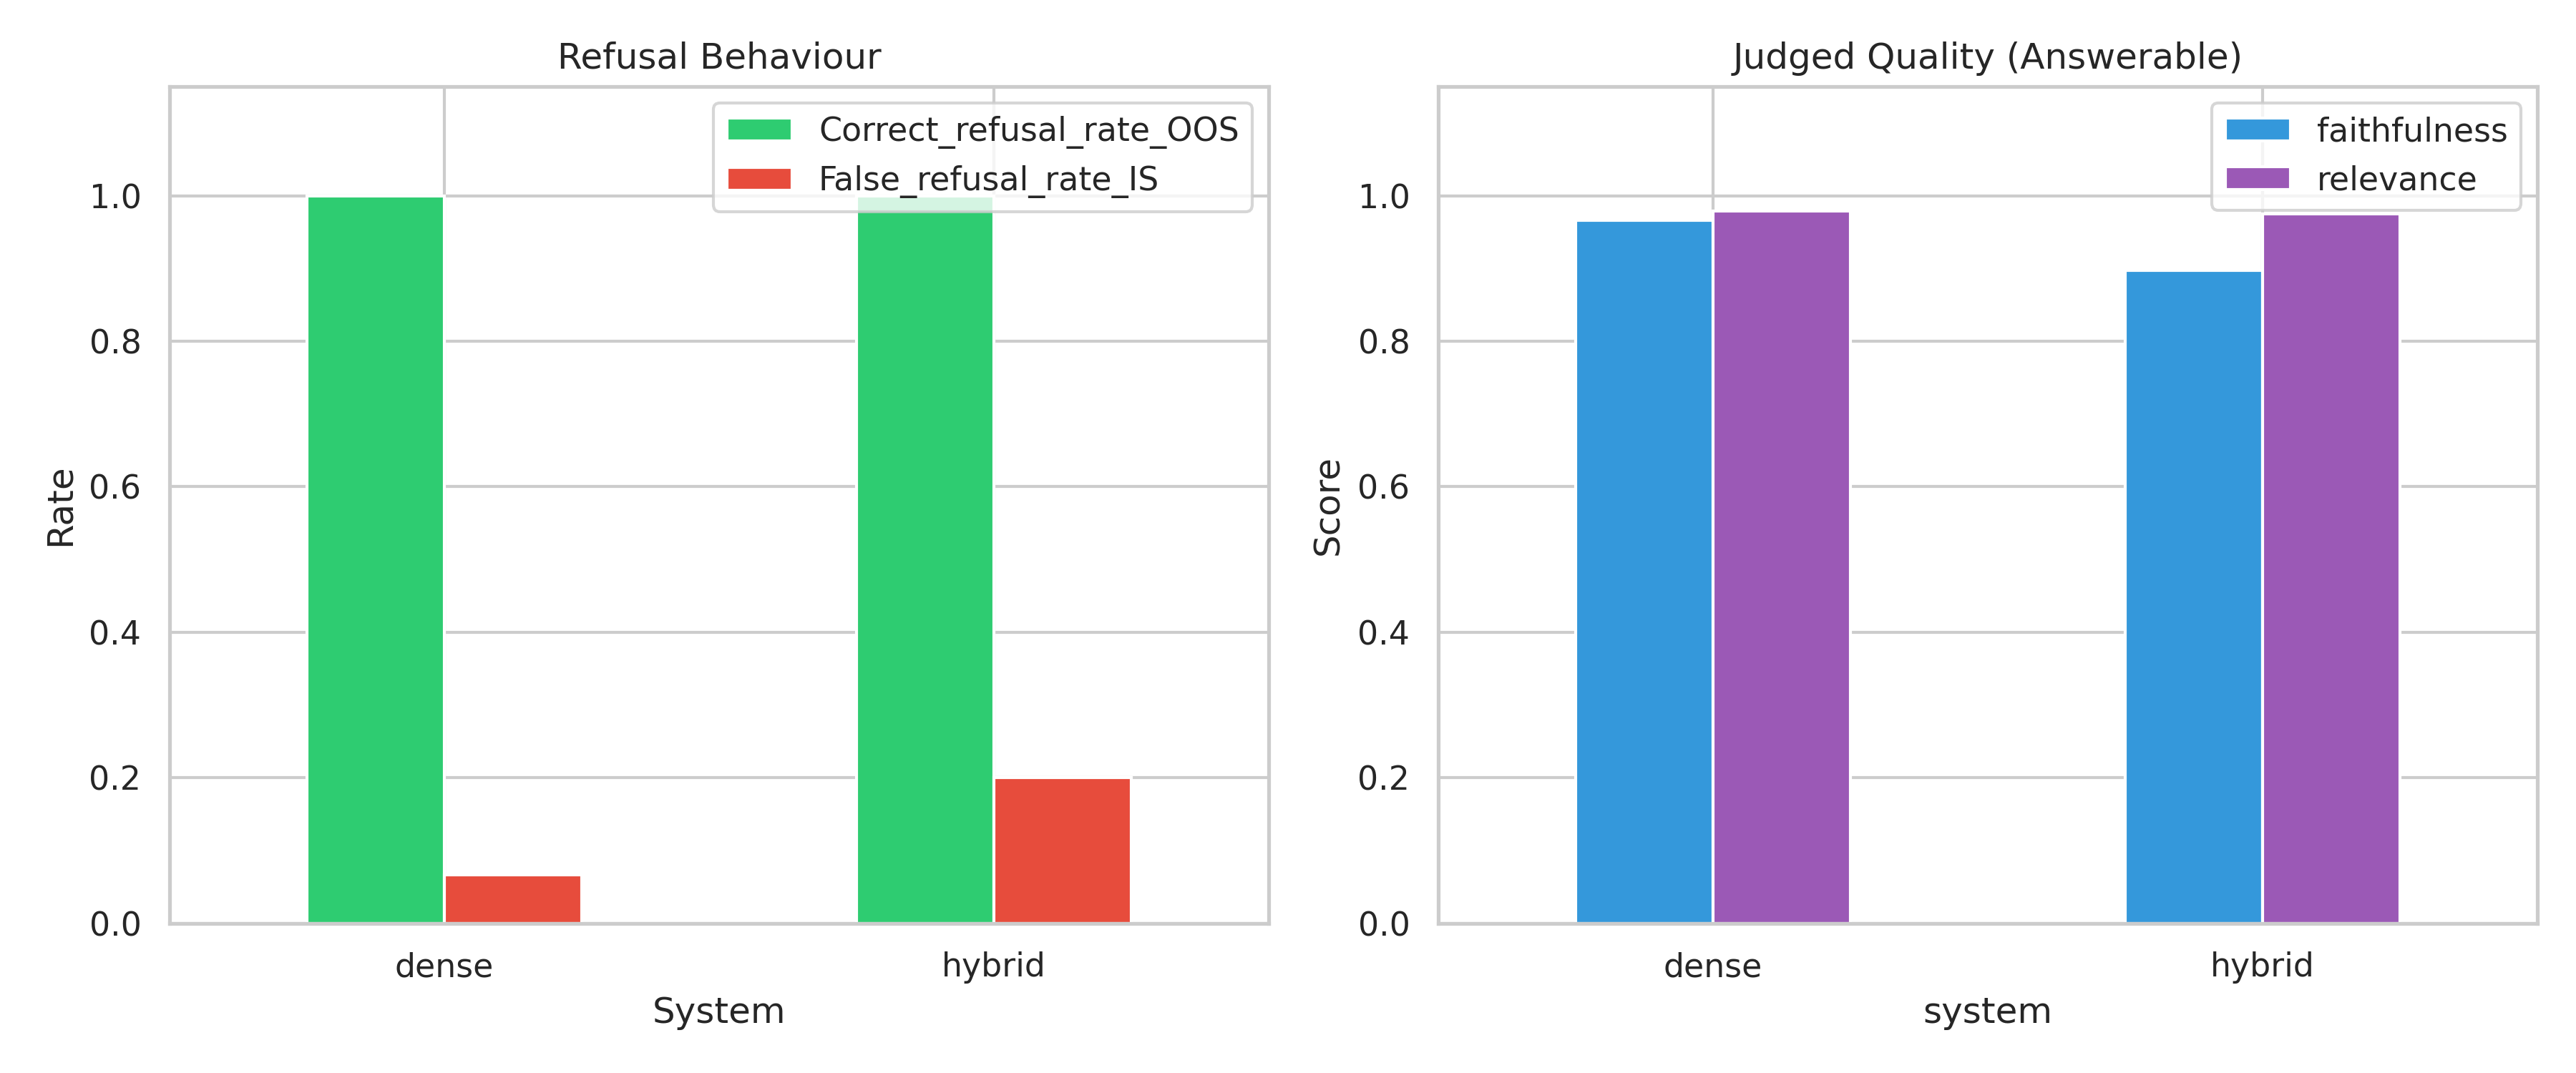 Refusal Behaviour
Correct_refusal_rate_OOS
False_refusal_rate_IS
Rate
1.0
0.8
0.6
0.4
0.2
0.0
dense
hybrid
System
Judged Quality (Answerable)
faithfulness
relevance
Score
1.0
0.8
0.6
0.4
0.2
0.0
dense
hybrid
system